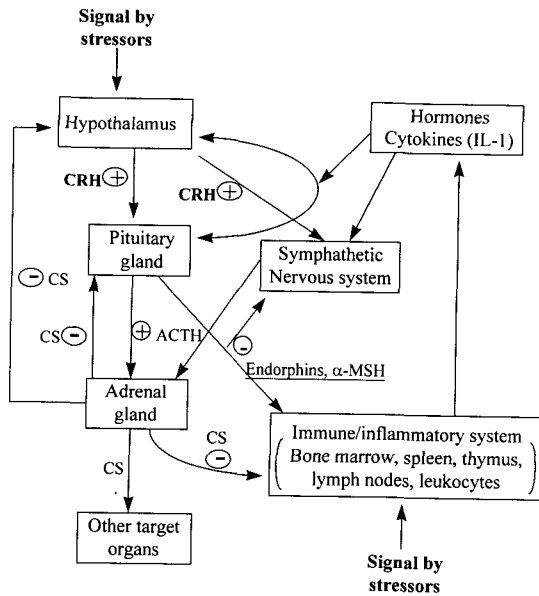 Signal by
stressors
Hypothalamus
Hormones
Cytokines (IL-1)
CRH +
CRH +
Pituitary
gland
Symphathetic
Nervous system
- CS
CS -
+ ACTH
-
Endorphins, α-MSH
Adrenal
gland
CS
-
CS
Immune/inflammatory system
(Bone marrow, spleen, thymus,
lymph nodes, leukocytes)
Other target
organs
Signal by
stressors